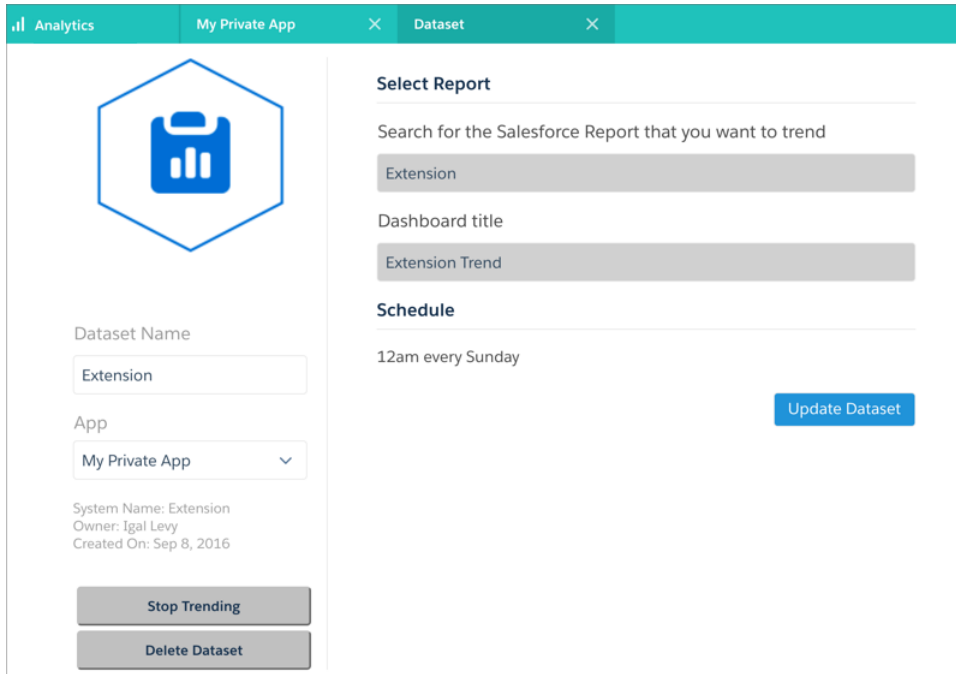 Analytics
My Private App
Dataset
Select Report
Search for the Salesforce Report that you want to trend
Extension
Dashboard title
Extension Trend
Schedule
12am every Sunday
Update Dataset
Dataset Name
Extension
App
My Private App
System Name: Extension
Owner: Igal Levy
Created On: Sep 8, 2016
Stop Trending
Delete Dataset